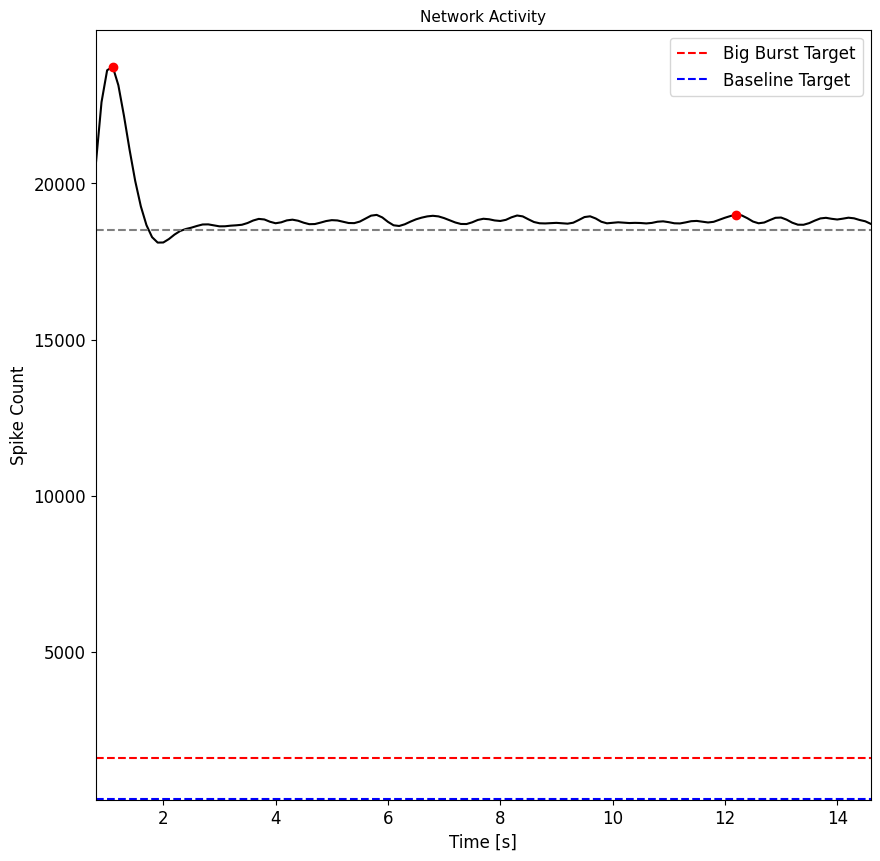 Network Activity
Big Burst Target
Baseline Target
Spike Count
20000
15000
10000
5000
2
4
6
8
10
12
14
Time [s]